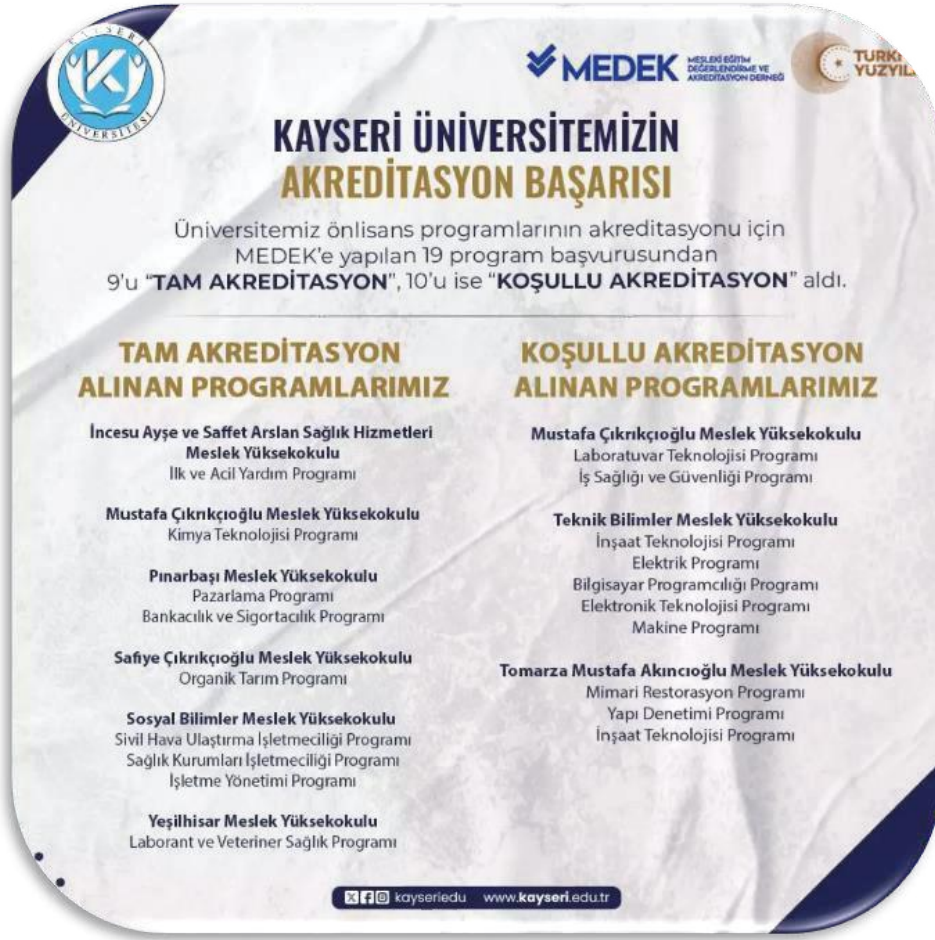 KAYSERİ
ÜNİVERSİTESİ
MEDEK
MESLEKİ EĞİTİM
DEĞERLENDİRME VE
AKREDİTASYON DERNEĞİ
KAYSERİ ÜNİVERSİTEMİZİN
AKREDİTASYON BAŞARISI
Üniversitemiz önlisans programlarının akreditasyonu için
MEDEK'e yapılan 19 program başvurusundan
9'u “TAM AKREDİTASYON”, 10'u ise “KOŞULLU AKREDİTASYON” aldı.
TAM AKREDİTASYON
ALINAN PROGRAMLARIMIZ
İncesu Ayşe ve Saffet Arslan Sağlık Hizmetleri
Meslek Yüksekokulu
İlk ve Acil Yardım Programı
Mustafa Çıkrıkçıoğlu Meslek Yüksekokulu
Kimya Teknolojisi Programı
Pınarbaşı Meslek Yüksekokulu
Pazarlama Programı
Bankacılık ve Sigortacılık Programı
Safiye Çıkrıkçıoğlu Meslek Yüksekokulu
Organik Tarım Programı
Sosyal Bilimler Meslek Yüksekokulu
Sivil Hava Ulaştırma İşletmeciliği Programı
Sağlık Kurumları İşletmeciliği Programı
İşletme Yönetimi Programı
Yeşilhisar Meslek Yüksekokulu
Laborant ve Veteriner Sağlık Programı
KOŞULLU AKREDİTASYON
ALINAN PROGRAMLARIMIZ
Mustafa Çıkrıkçıoğlu Meslek Yüksekokulu
Laboratuvar Teknolojisi Programı
İş Sağlığı ve Güvenliği Programı
Teknik Bilimler Meslek Yüksekokulu
İnşaat Teknolojisi Programı
Elektrik Programı
Bilgisayar Programcılığı Programı
Elektronik Teknolojisi Programı
Makine Programı
Tomarza Mustafa Akıncıoğlu Meslek Yüksekokulu
Mimari Restorasyon Programı
Yapı Denetimi Programı
İnşaat Teknolojisi Programı
kayseriedu www.kayseri.edu.tr